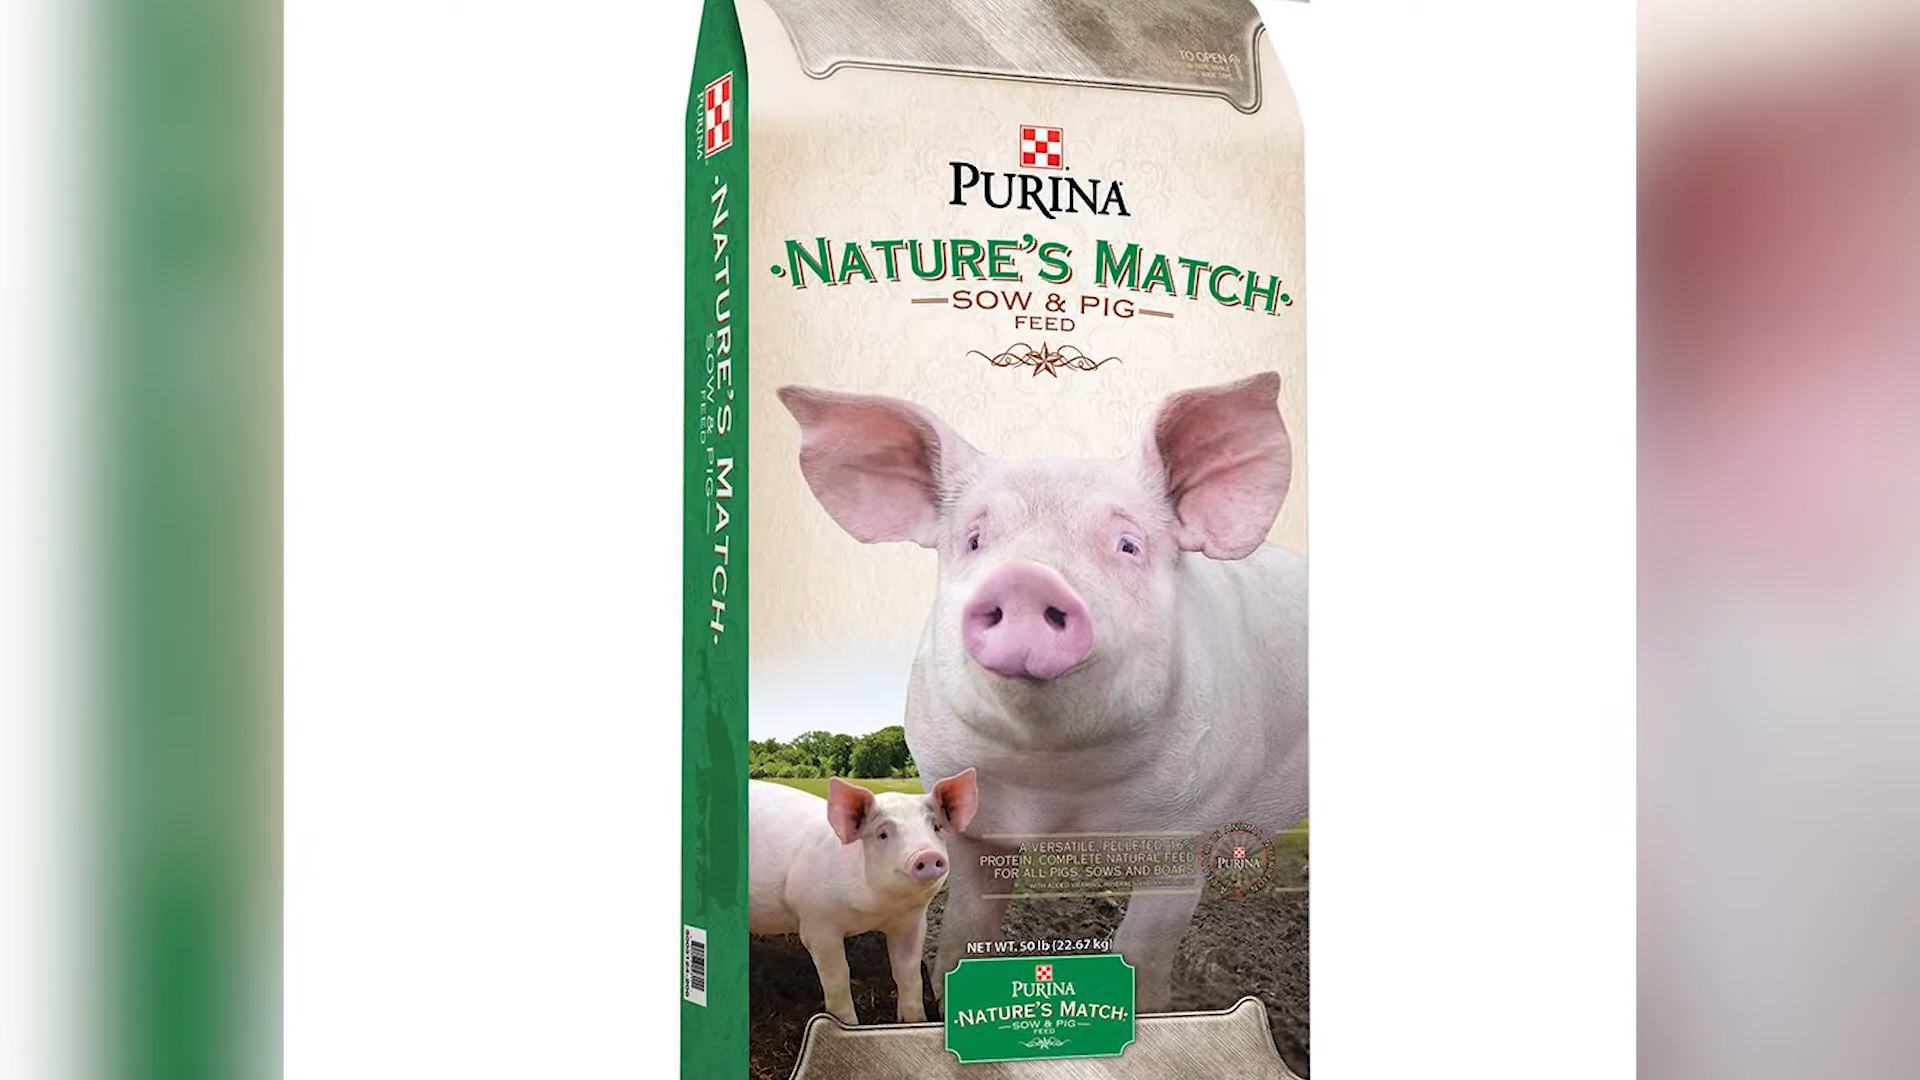 TO OPEN
PURINA
PURINA
NATURE'S MATCH
SOW & PIG
FEED
NATURE'S MATCH
SOW & PIG
FEED
A VERSATILE, PELLETED, 16%
PROTEIN, COMPLETE NATURAL FEED
FOR ALL PIGS, SOWS AND BOARS
PURINA
NET WT. 50 lb (22.67 kg)
PURINA
NATURE'S MATCH
SOW & PIG
FEED